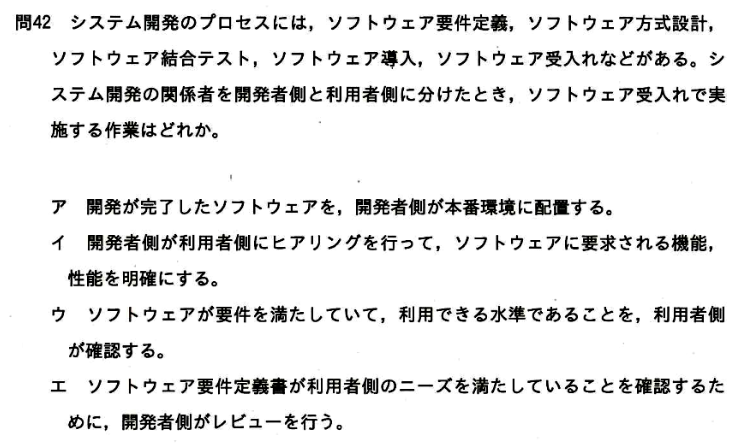 問42 システム開発のプロセスには，ソフトウェア要件定義，ソフトウェア方式設計，
ソフトウェア結合テスト，ソフトウェア導入，ソフトウェア受入れなどがある。シ
ステム開発の関係者を開発者側と利用者側に分けたとき，ソフトウェア受入れで実
施する作業はどれか。
ア 開発が完了したソフトウェアを，開発者側が本番環境に配置する。
イ 開発者側が利用者側にヒアリングを行って，ソフトウェアに要求される機能，
性能を明確にする。
ウ ソフトウェアが要件を満たしていて，利用できる水準であることを，利用者側
が確認する。
エ ソフトウェア要件定義書が利用者側のニーズを満たしていることを確認するた
めに，開発者側がレビューを行う。